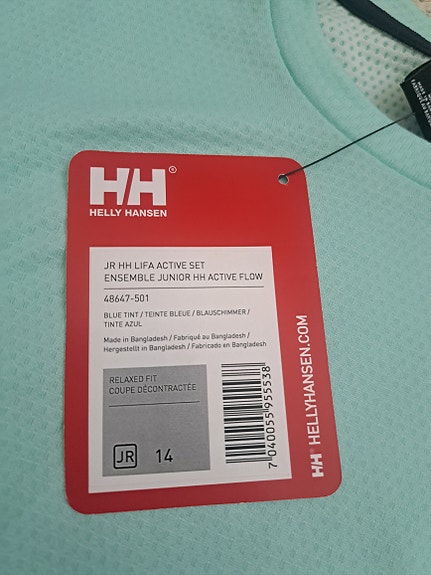 HH®
HELLY HANSEN
JR HH LIFA ACTIVE SET
ENSEMBLE JUNIOR HH ACTIVE FLOW
48647-501
BLUE TINT / TEINTE BLEUE / BLAUSCHIMMER /
TINTE AZUL
Made in Bangladesh / Fabriqué au Bangladesh /
Hergestellt in Bangladesh / Fabricado en Bangladesh
RELAXED FIT
COUPE DÉCONTRACTÉE
JR 14
7 040055 955538
HH HELLYHANSEN.COM